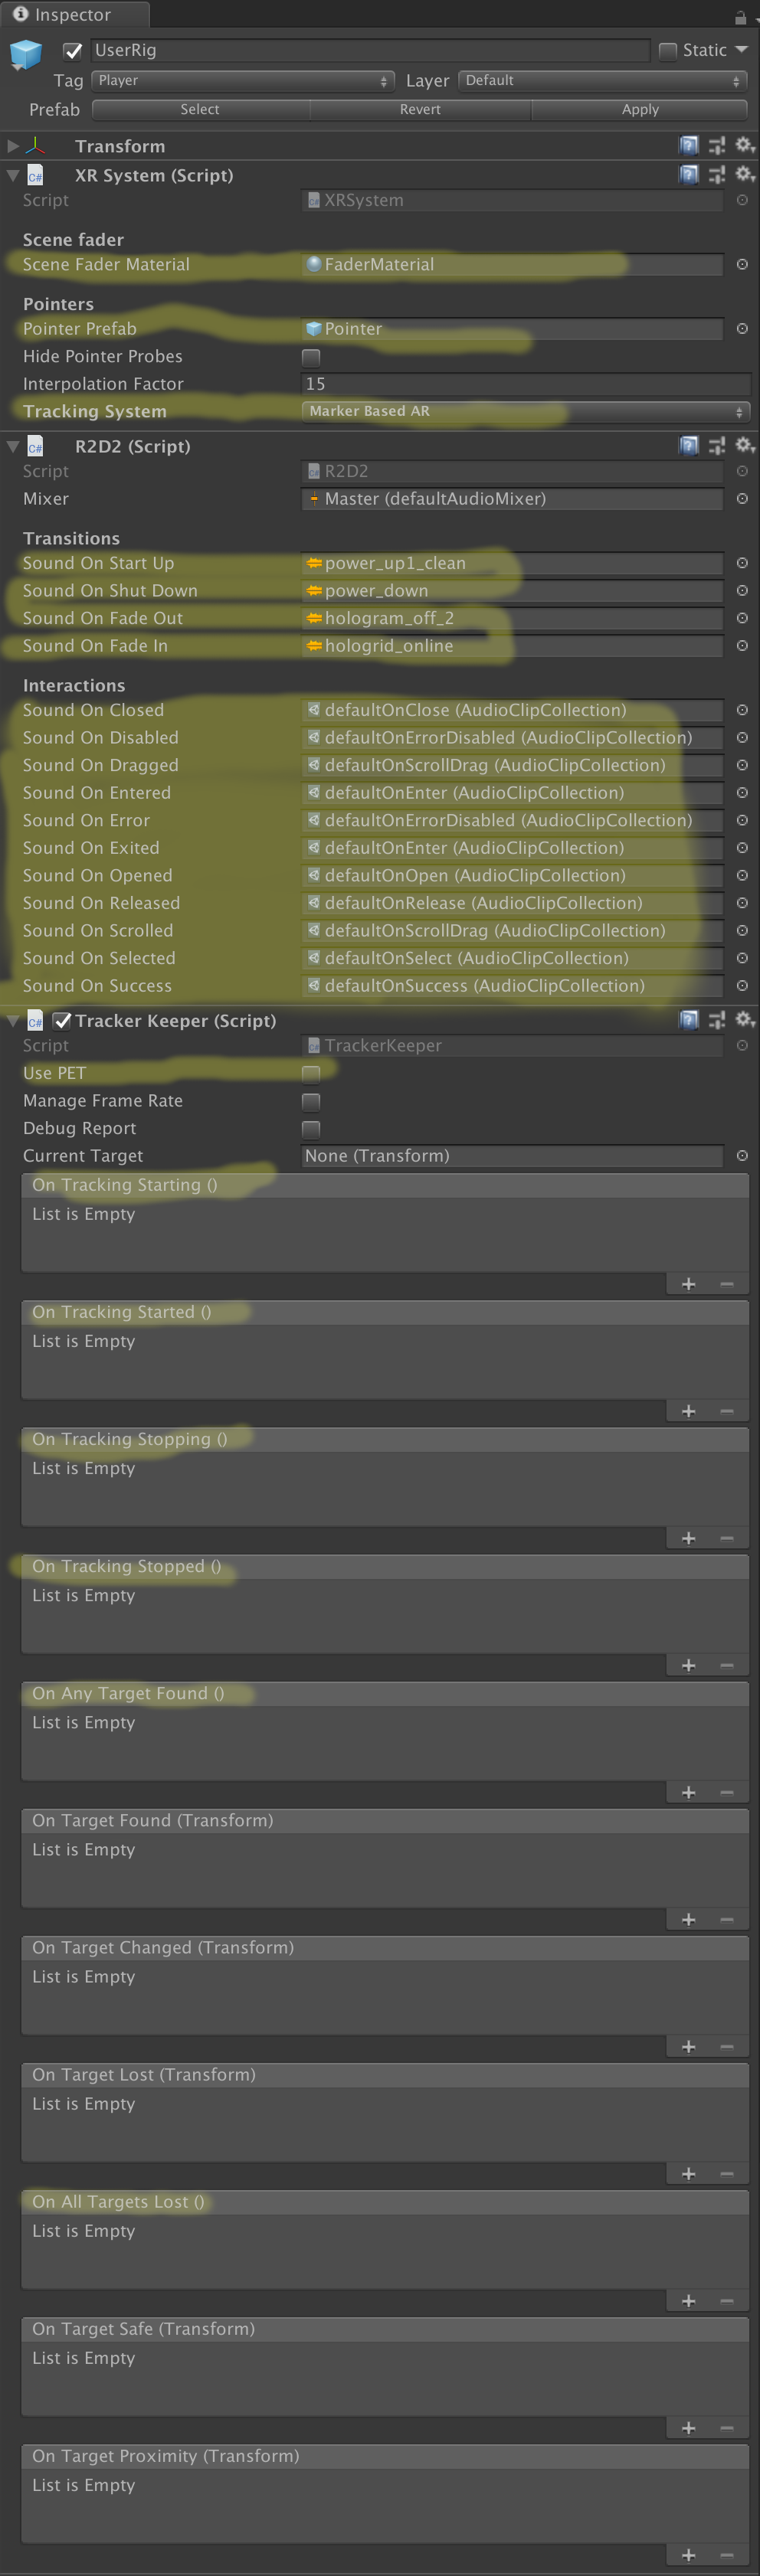 Inspector
UserRig Static
Tag Player Layer Default
Prefab Select Revert Apply
Transform
XR System (Script)
Script XRSystem
Scene fader
Scene Fader Material FaderMaterial
Pointers
Pointer Prefab Pointer
Hide Pointer Probes
Interpolation Factor 15
Tracking System Marker Based AR
C# R2D2 (Script)
Script R2D2
Mixer Master (defaultAudioMixer)
Transitions
Sound On Start Up power_up1_clean
Sound On Shut Down power_down
Sound On Fade Out hologram_off_2
Sound On Fade In hologrid_online
Interactions
Sound On Closed defaultOnClose (AudioClipCollection)
Sound On Disabled defaultOnErrorDisabled (AudioClipCollection)
Sound On Dragged defaultOnScrollDrag (AudioClipCollection)
Sound On Entered defaultOnEnter (AudioClipCollection)
Sound On Error defaultOnErrorDisabled (AudioClipCollection)
Sound On Exited defaultOnEnter (AudioClipCollection)
Sound On Opened defaultOnOpen (AudioClipCollection)
Sound On Released defaultOnRelease (AudioClipCollection)
Sound On Scrolled defaultOnScrollDrag (AudioClipCollection)
Sound On Selected defaultOnSelect (AudioClipCollection)
Sound On Success defaultOnSuccess (AudioClipCollection)
C# Tracker Keeper (Script)
Script TrackerKeeper
Use PET
Manage Frame Rate
Debug Report
Current Target None (Transform)
On Tracking Starting ()
List is Empty
On Tracking Started ()
List is Empty
On Tracking Stopping ()
List is Empty
On Tracking Stopped ()
List is Empty
On Any Target Found ()
List is Empty
On Target Found (Transform)
List is Empty
On Target Changed (Transform)
List is Empty
On Target Lost (Transform)
List is Empty
On All Targets Lost ()
List is Empty
On Target Safe (Transform)
List is Empty
On Target Proximity (Transform)
List is Empty